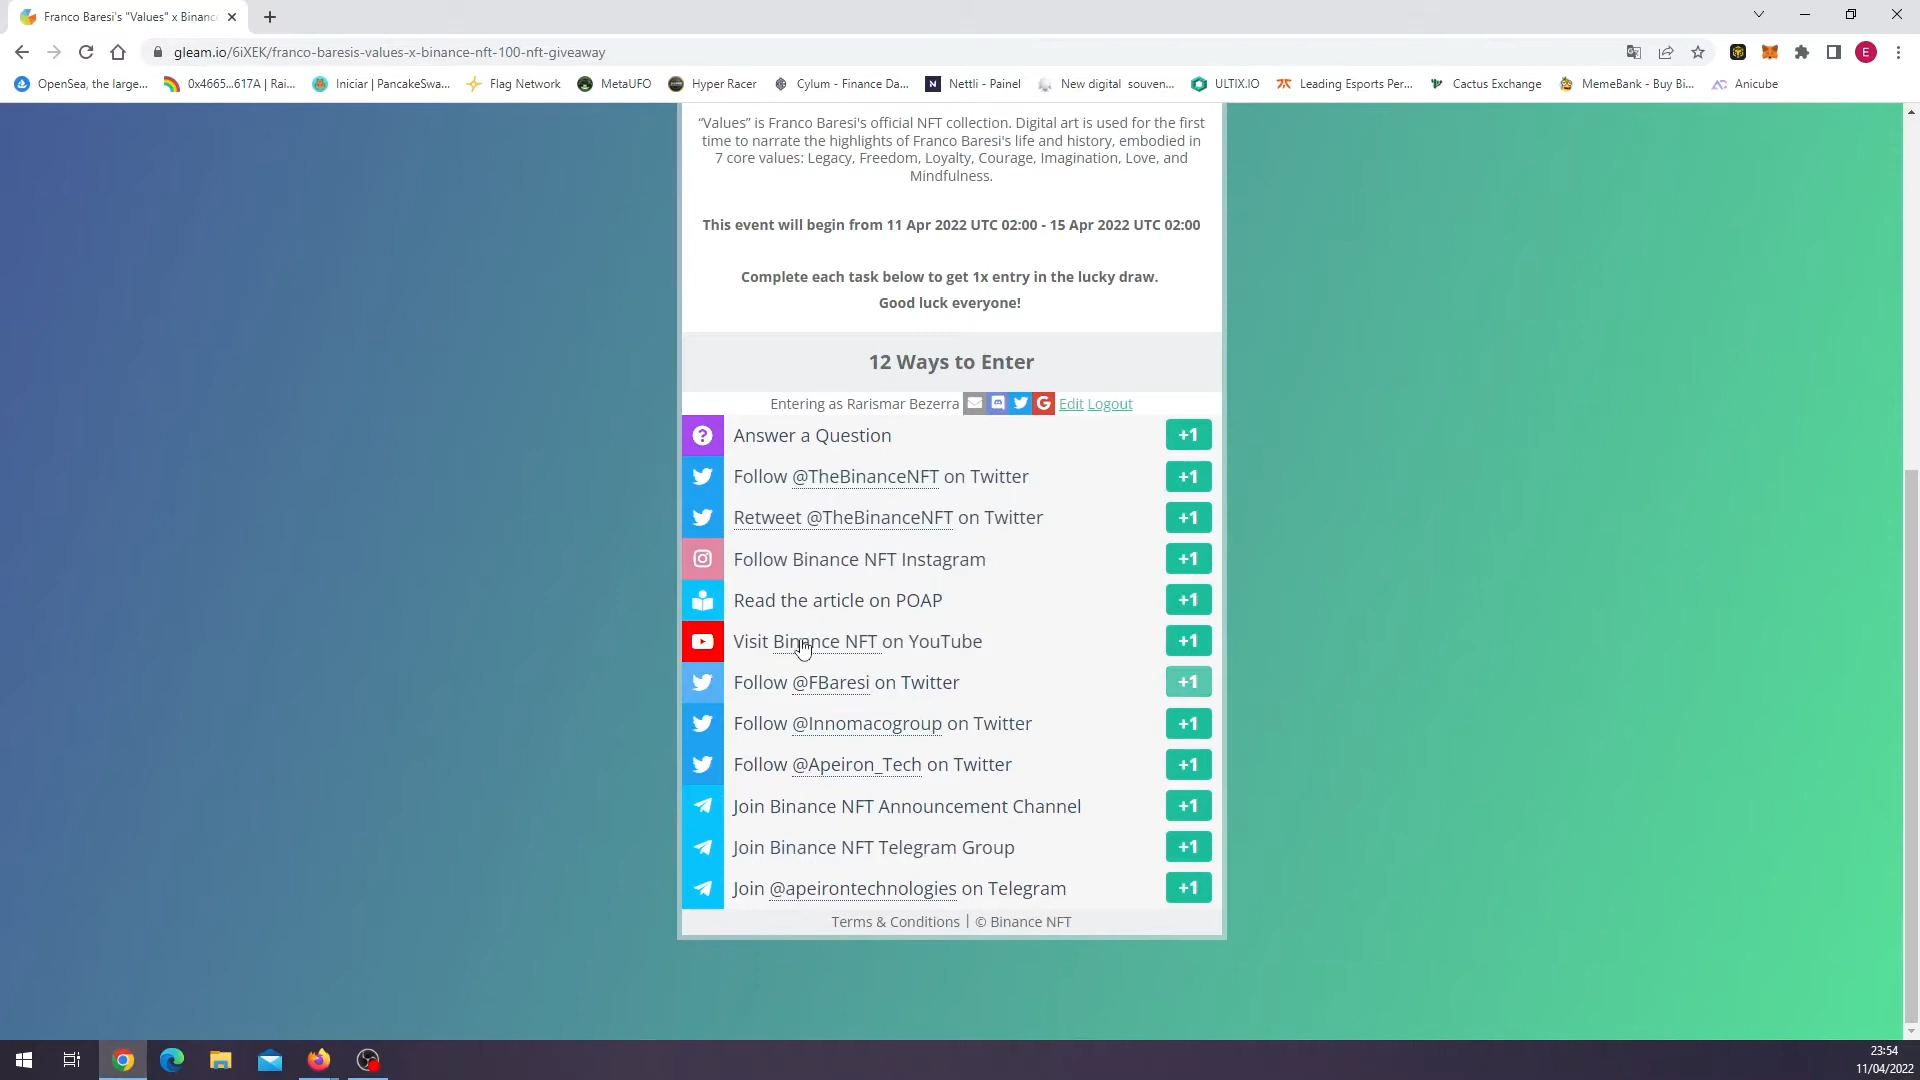 Franco Baresi's "Values" x Binanc
gleam.io/6iXEK/franco-baresis-values-x-binance-nft-100-nft-giveaway
E
OpenSea, the large...
0x4665...617A | Rai...
Iniciar | PancakeSwa...
Flag Network
MetaUFO
Hyper Racer
Cylum - Finance Da...
N
Nettli - Painel
New digital souven...
ULTIX.IO
Leading Esports Per...
Cactus Exchange
MemeBank - Buy Bi...
Anicube
“Values” is Franco Baresi's official NFT collection. Digital art is used for the first
time to narrate the highlights of Franco Baresi's life and history, embodied in
7 core values: Legacy, Freedom, Loyalty, Courage, Imagination, Love, and
Mindfulness.
This event will begin from 11 Apr 2022 UTC 02:00 - 15 Apr 2022 UTC 02:00
Complete each task below to get 1x entry in the lucky draw.
Good luck everyone!
12 Ways to Enter
Entering as Rarismar Bezerra G Edit Logout
? Answer a Question +1
Follow @TheBinanceNFT on Twitter +1
Retweet @TheBinanceNFT on Twitter +1
Follow Binance NFT Instagram +1
Read the article on POAP +1
Visit Binance NFT on YouTube +1
Follow @FBaresi on Twitter +1
Follow @Innomacogroup on Twitter +1
Follow @Apeiron_Tech on Twitter +1
Join Binance NFT Announcement Channel +1
Join Binance NFT Telegram Group +1
Join @apeirontechnologies on Telegram +1
Terms & Conditions | © Binance NFT
23:54
11/04/2022